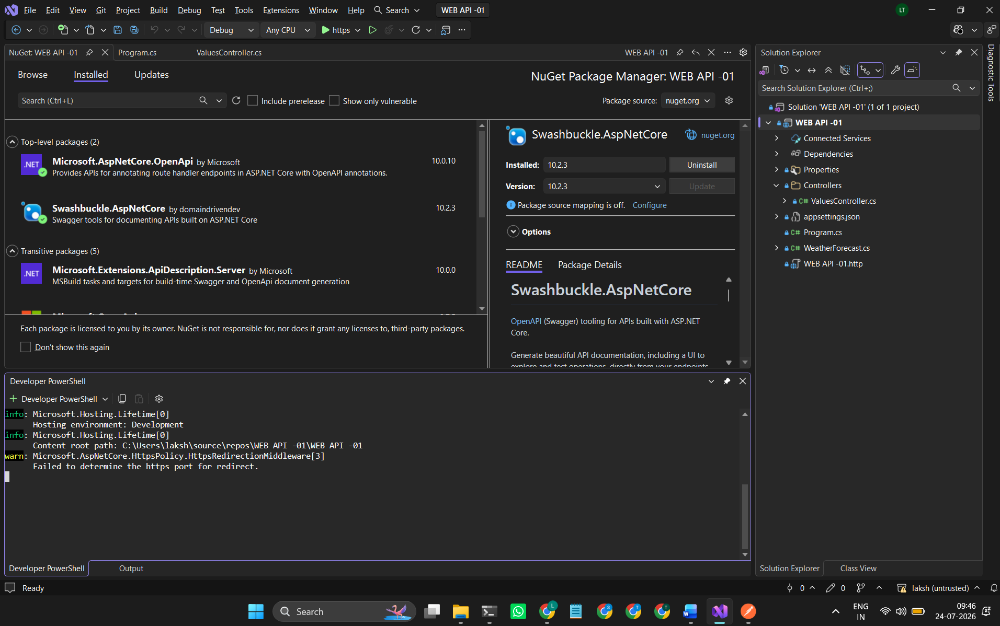 File Edit View Git Project Build Debug Test Tools Extensions Window Help Search WEB API -01 LT
Debug Any CPU https
NuGet: WEB API -01 Program.cs ValuesController.cs WEB API -01
Browse Installed Updates
NuGet Package Manager: WEB API -01
Search (Ctrl+L) Include prerelease Show only vulnerable Package source: nuget.org
Top-level packages (2)
.NET Microsoft.AspNetCore.OpenApi by Microsoft 10.0.10
Provides APIs for annotating route handler endpoints in ASP.NET Core with OpenAPI annotations.
Swashbuckle.AspNetCore by domaindrivendev 10.2.3
Swagger tools for documenting APIs built on ASP.NET Core
Transitive packages (5)
.NET Microsoft.Extensions.ApiDescription.Server by Microsoft 10.0.0
MSBuild tasks and targets for build-time Swagger and OpenApi document generation
Each package is licensed to you by its owner. NuGet is not responsible for, nor does it grant any licenses to, third-party packages.
Don't show this again
Swashbuckle.AspNetCore nuget.org
Installed: 10.2.3 Uninstall
Version: 10.2.3 Update
Package source mapping is off. Configure
Options
README Package Details
Swashbuckle.AspNetCore
OpenAPI (Swagger) tooling for APIs built with ASP.NET
Core.
Generate beautiful API documentation, including a UI to
explore and test operations, directly from your endpoints
Developer PowerShell
Developer PowerShell
info: Microsoft.Hosting.Lifetime[0]
Hosting environment: Development
info: Microsoft.Hosting.Lifetime[0]
Content root path: C:\Users\laksh\source\repos\WEB API -01\WEB API -01
warn: Microsoft.AspNetCore.HttpsPolicy.HttpsRedirectionMiddleware[3]
Failed to determine the https port for redirect.
Developer PowerShell Output
Solution Explorer
Search Solution Explorer (Ctrl+;)
Solution 'WEB API -01' (1 of 1 project)
WEB API -01
Connected Services
Dependencies
Properties
Controllers
C# ValuesController.cs
appsettings.json
C# Program.cs
C# WeatherForecast.cs
WEB API -01.http
Solution Explorer Class View
Diagnostic Tools
Ready 0 0 laksh (untrusted)
Search L S T T W
ENG
IN
09:46
24-07-2026